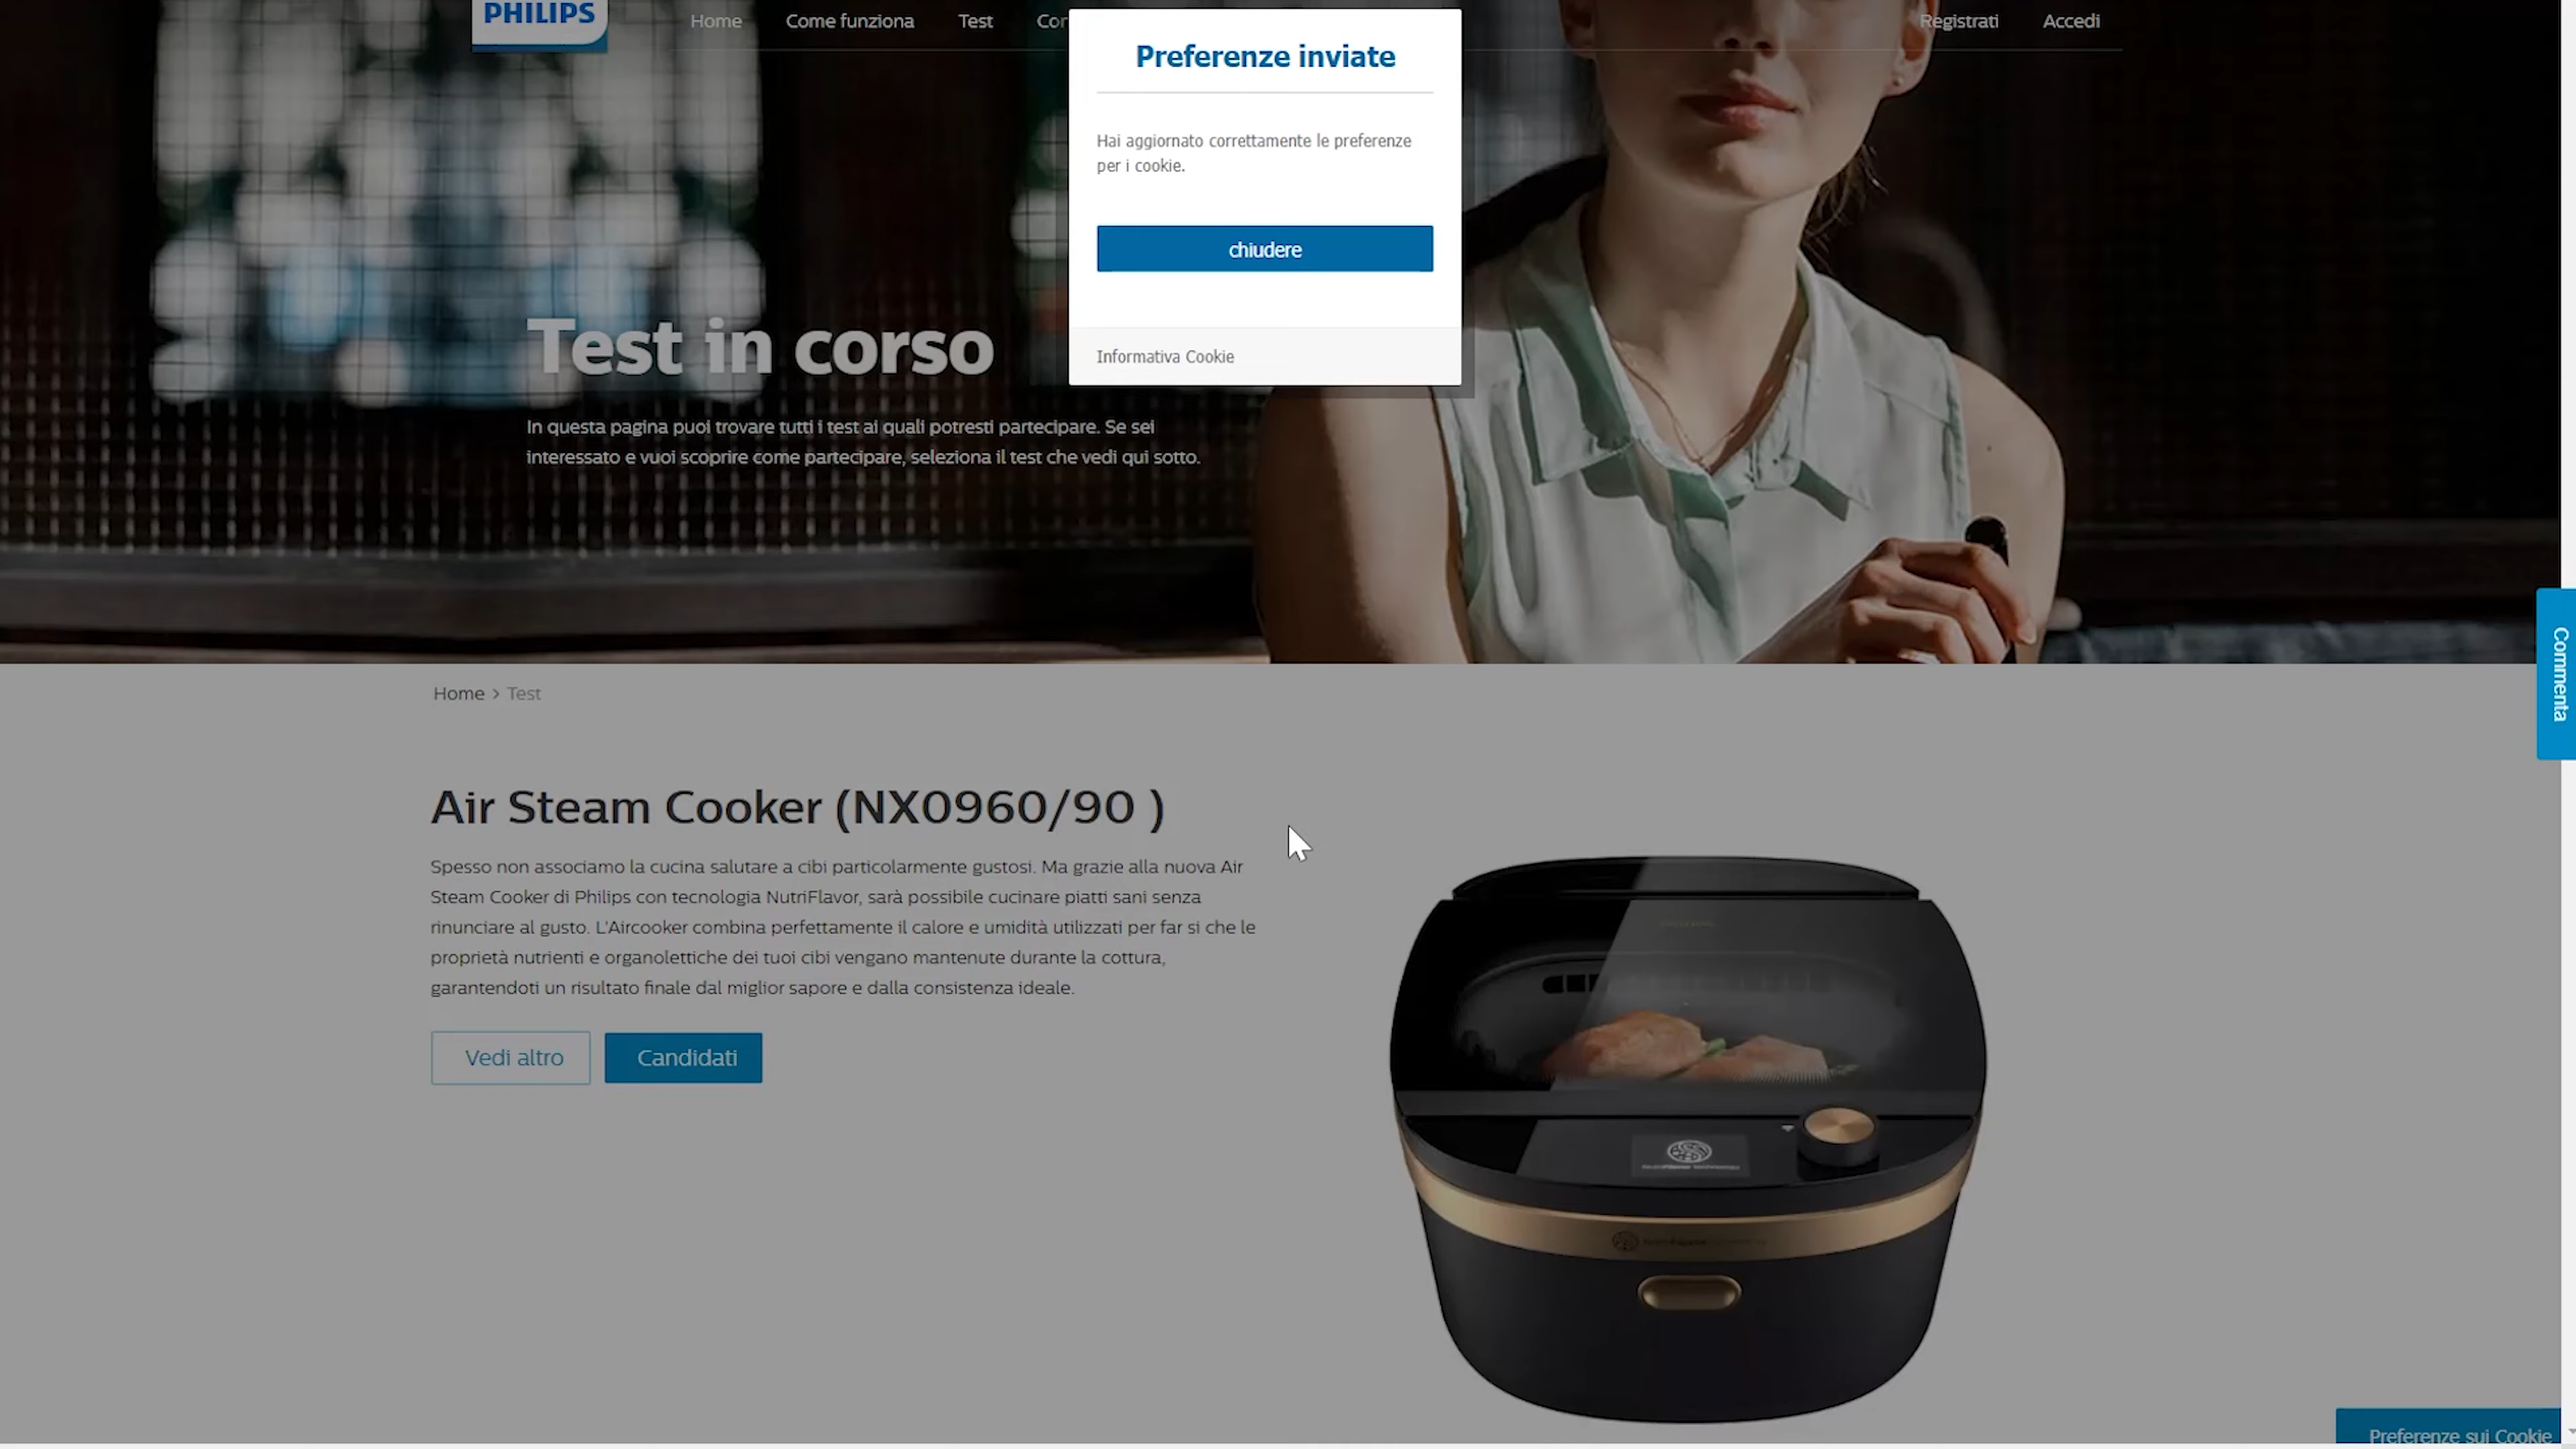 PHILIPS
Home
Come funziona
Test
Registrati
Accedi
Preferenze inviate
Hai aggiornato correttamente le preferenze
per i cookie.
chiudere
Informativa Cookie
Test in corso
In questa pagina puoi trovare tutti i test ai quali potresti partecipare. Se sei
interessato e vuoi scoprire come partecipare, seleziona il test che vedi qui sotto.
Commenta
Home > Test
Air Steam Cooker (NX0960/90 )
Spesso non associamo la cucina salutare a cibi particolarmente gustosi. Ma grazie alla nuova Air
Steam Cooker di Philips con tecnologia NutriFlavor, sarà possibile cucinare piatti sani senza
rinunciare al gusto. L'Aircooker combina perfettamente il calore e umidità utilizzati per far si che le
proprietà nutrienti e organolettiche dei tuoi cibi vengano mantenute durante la cottura,
garantendoti un risultato finale dal miglior sapore e dalla consistenza ideale.
Vedi altro
Candidati
Preferenze sui Cookie